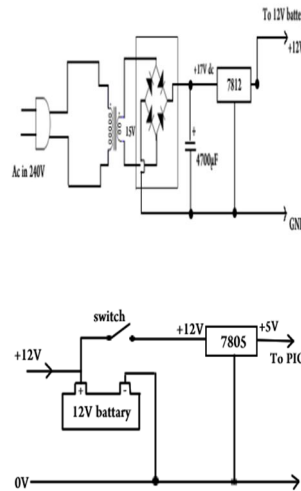 To 12V batte
+12V
+17V dc
7812
15V
+
4700µF
Ac in 240V
GND
switch
+12V
+5V
7805
To PIC
+12V
+ -
12V battary
0V